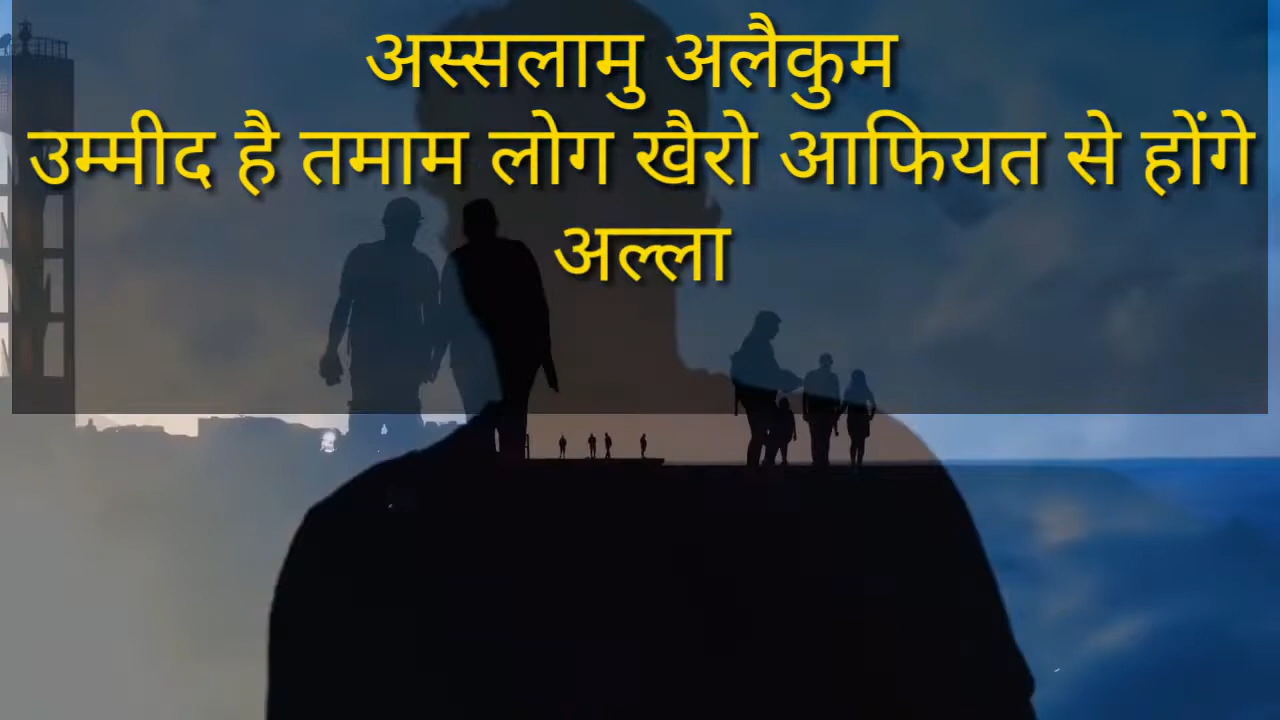 अस्सलामु अलैकुम
उम्मीद है तमाम लोग खैरो आफियत से होंगे
अल्ला